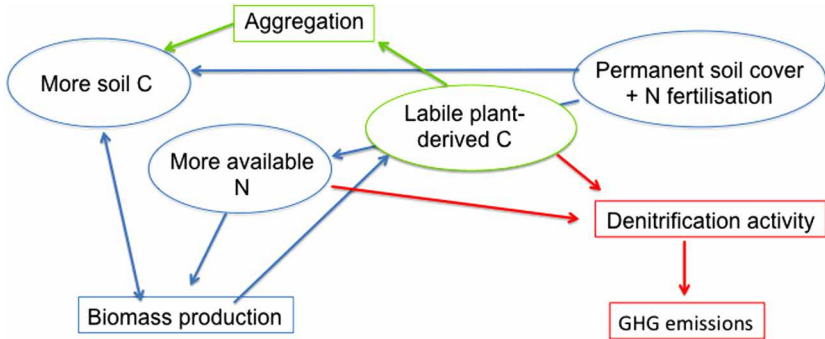 Aggregation
More soil C
Permanent soil cover
+ N fertilisation
Labile plant-
derived C
More available
N
Denitrification activity
Biomass production
GHG emissions